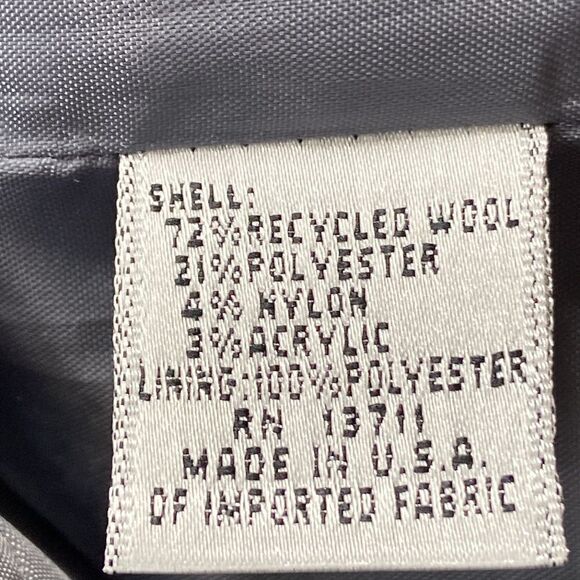 SHELL:
72% RECYCLED WOOL
21% POLYESTER
4% NYLON
3% ACRYLIC
LINING:100% POLYESTER
RN 13711
MADE IN U.S.A.
OF IMPORTED FABRIC